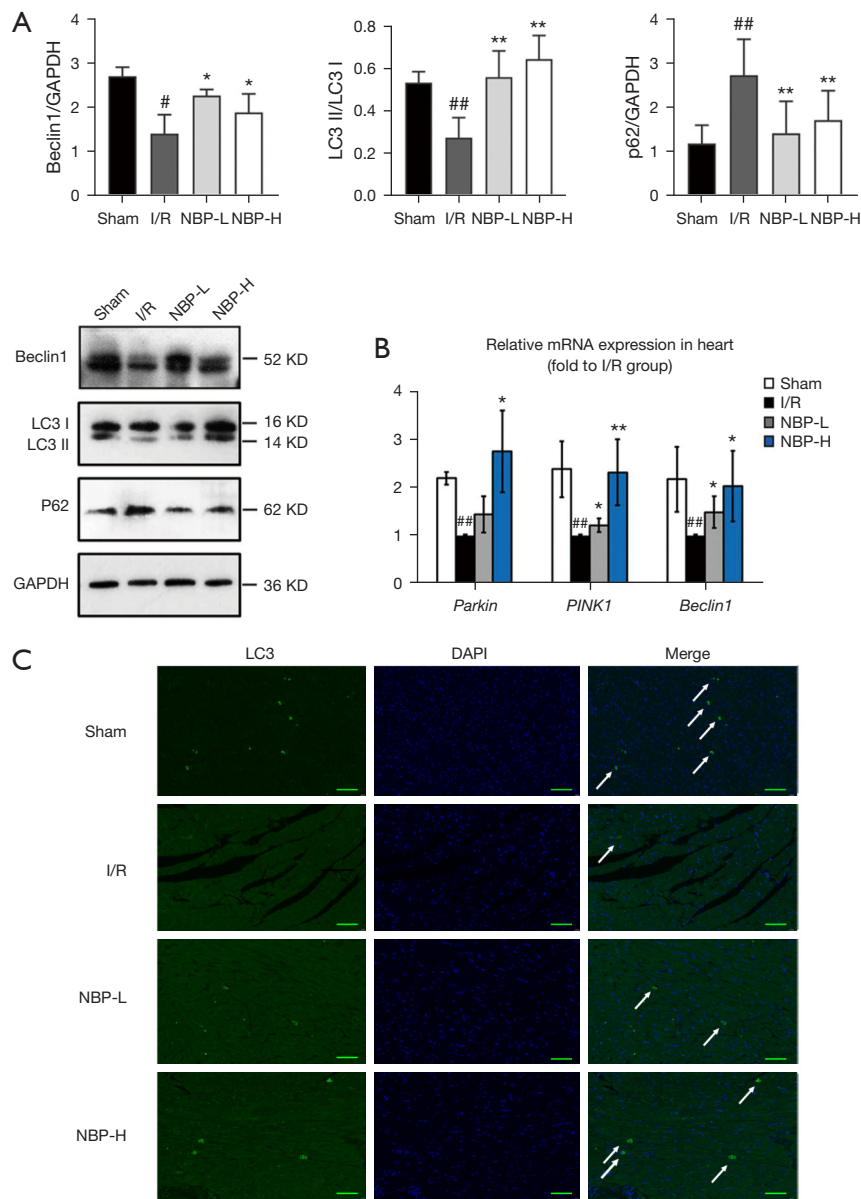 A
Beclin1/GAPDH
4
3
2
1
0
#
*
*
Sham I/R NBP-L NBP-H
LC3 II/LC3 I
0.8
0.6
0.4
0.2
0.0
##
**
**
Sham I/R NBP-L NBP-H
p62/GAPDH
4
3
2
1
0
##
**
**
Sham I/R NBP-L NBP-H
Sham I/R NBP-L NBP-H
Beclin1 52 KD
LC3 I 16 KD
LC3 II 14 KD
P62 62 KD
GAPDH 36 KD
B
Relative mRNA expression in heart
(fold to I/R group)
Sham
I/R
NBP-L
NBP-H
4
3
2
1
0
## *
## * **
## * *
Parkin PINK1 Beclin1
C
LC3 DAPI Merge
Sham
I/R
NBP-L
NBP-H